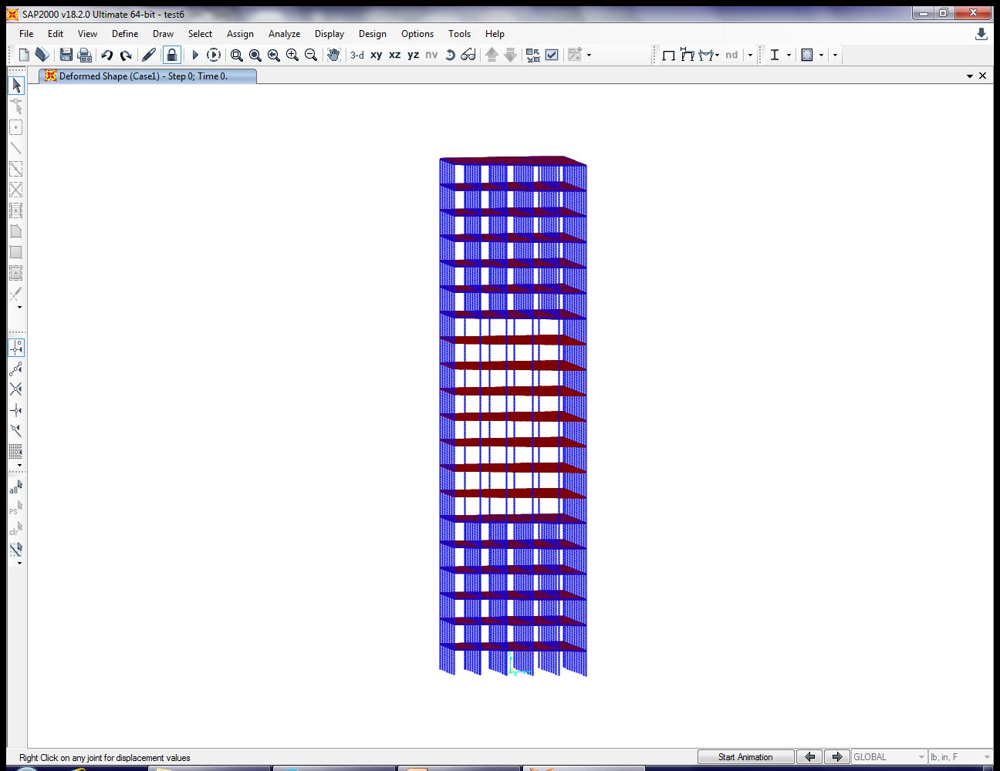 SAP2000 v18.2.0 Ultimate 64-bit - test6
File Edit View Define Draw Select Assign Analyze Display Design Options Tools Help
3-d xy xz yz nv nd
Deformed Shape (Case1) - Step 0; Time 0.
all
ps
clr
Right Click on any joint for displacement values Start Animation GLOBAL lb, in, F